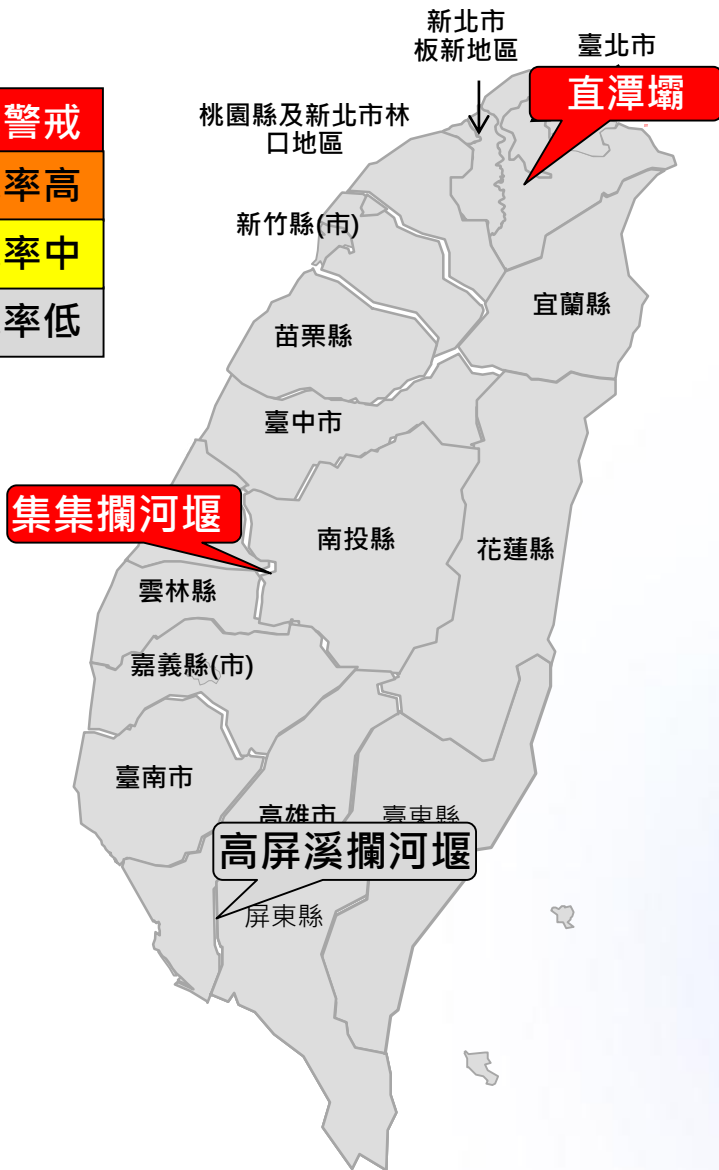 新北市
板新地區
臺北市
直潭壩
警戒
率高
率中
率低
桃園縣及新北市林
口地區
新竹縣(市)
宜蘭縣
苗栗縣
臺中市
集集攔河堰
南投縣
花蓮縣
雲林縣
嘉義縣(市)
臺南市
高雄市
臺東縣
高屏溪攔河堰
屏東縣